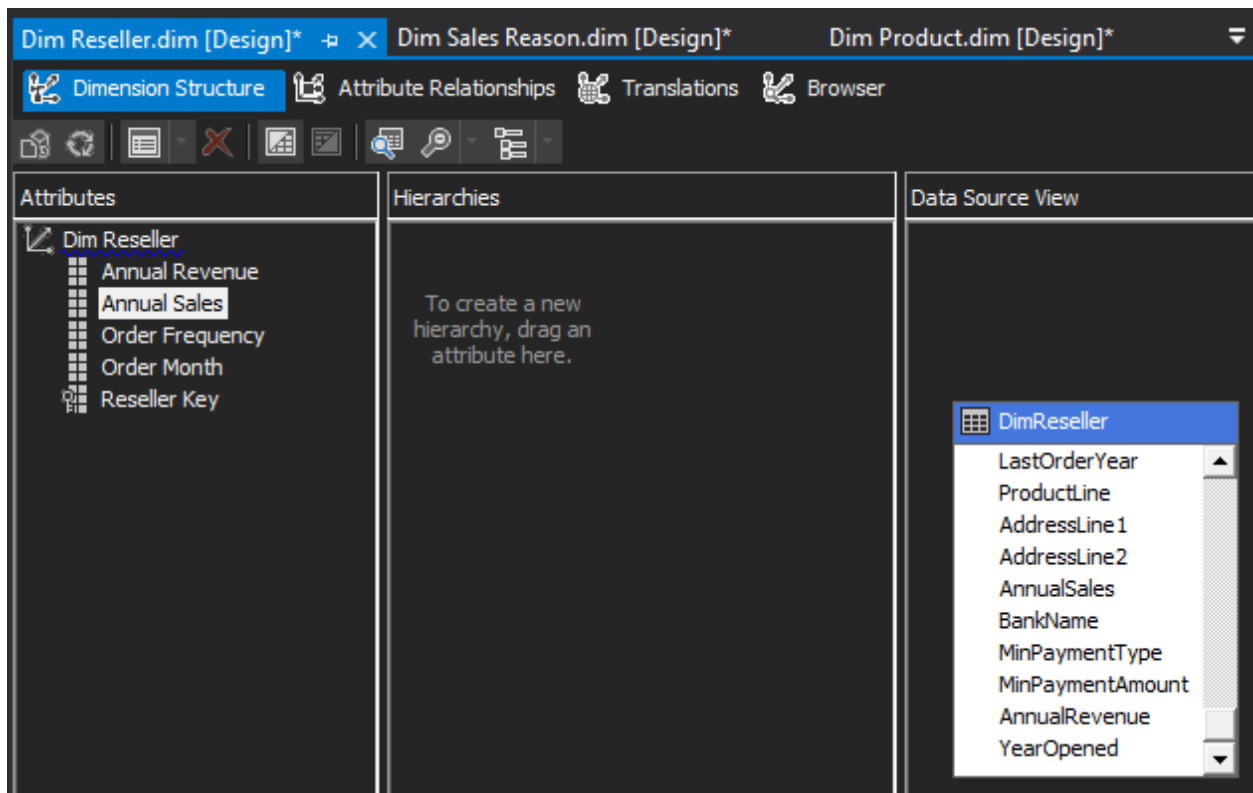 Dim Reseller.dim [Design]* Dim Sales Reason.dim [Design]* Dim Product.dim [Design]*
Dimension Structure Attribute Relationships Translations Browser
Attributes
Dim Reseller
Annual Revenue
Annual Sales
Order Frequency
Order Month
Reseller Key
Hierarchies
To create a new
hierarchy, drag an
attribute here.
Data Source View
DimReseller
LastOrderYear
ProductLine
AddressLine1
AddressLine2
AnnualSales
BankName
MinPaymentType
MinPaymentAmount
AnnualRevenue
YearOpened